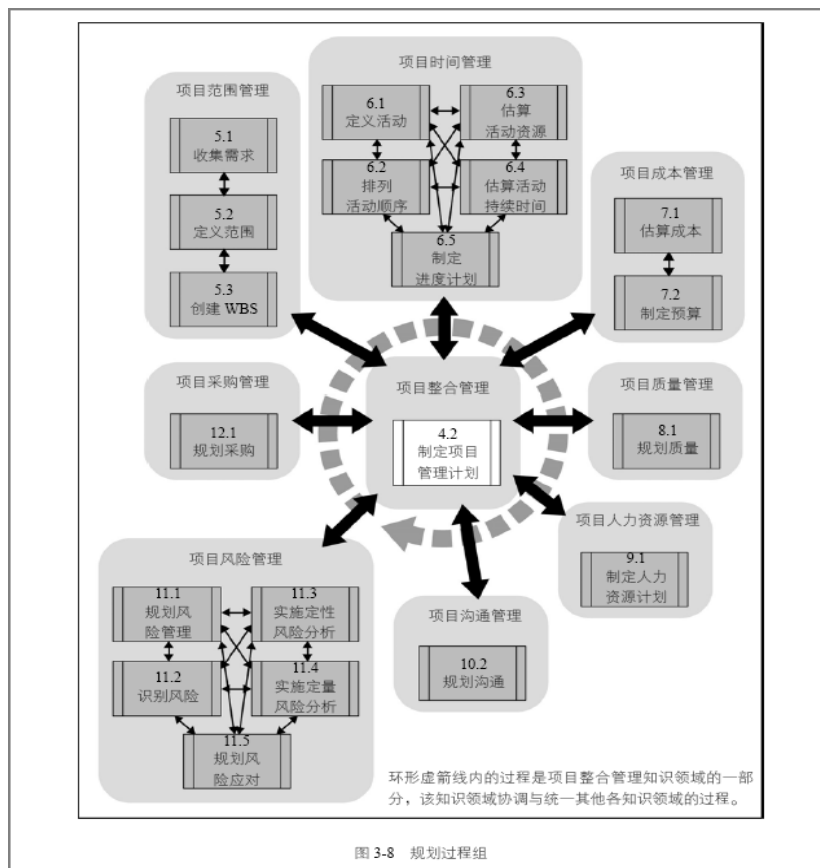 项目时间管理
6.1
定义活动
6.3
估算
活动资源
6.2
排列
活动顺序
6.4
估算活动
持续时间
6.5
制定
进度计划
项目范围管理
5.1
收集需求
5.2
定义范围
5.3
创建 WBS
项目成本管理
7.1
估算成本
7.2
制定预算
项目采购管理
12.1
规划采购
项目整合管理
4.2
制定项目
管理计划
项目质量管理
8.1
规划质量
项目人力资源管理
9.1
制定人力
资源计划
项目风险管理
11.1
规划风
险管理
11.3
实施定性
风险分析
11.2
识别风险
11.4
实施定量
风险分析
11.5
规划风
险应对
项目沟通管理
10.2
规划沟通
环形虚箭线内的过程是项目整合管理知识领域的一部
分，该知识领域协调与统一其他各知识领域的过程。
图 3-8 规划过程组